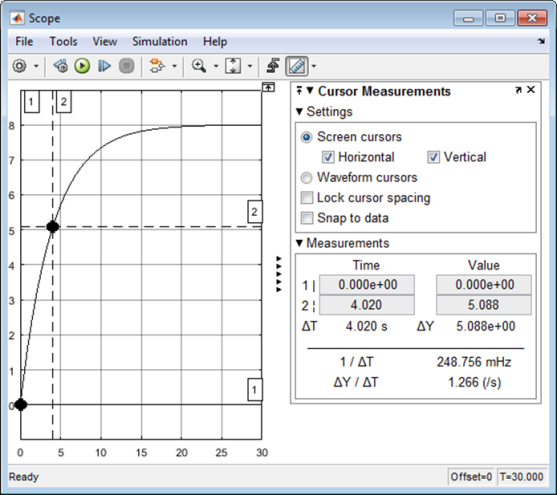 Scope
File Tools View Simulation Help
1 2
8
7
6
5
4
3
2
1
0
2
1
0 5 10 15 20 25 30
Cursor Measurements
Settings
Screen cursors
Horizontal Vertical
Waveform cursors
Lock cursor spacing
Snap to data
Measurements
Time Value
1 | 0.000e+00 0.000e+00
2 ¦ 4.020 5.088
ΔT 4.020 s ΔY 5.088e+00
1 / ΔT 248.756 mHz
ΔY / ΔT 1.266 (/s)
Ready Offset=0 T=30.000